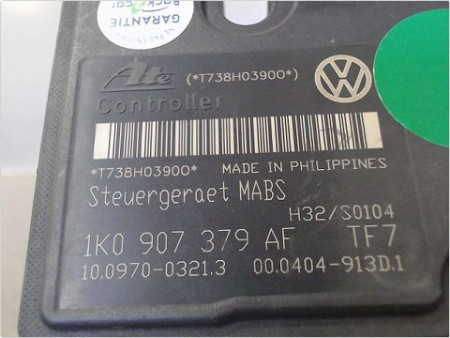 GARANTIE
Ate (*T738H03900*)
Controller
*T738H03900* MADE IN PHILIPPINES
Steuergeraet MABS
H32/S0104
1K0 907 379 AF TF7
10.0970-0321.3 00.0404-913D.1